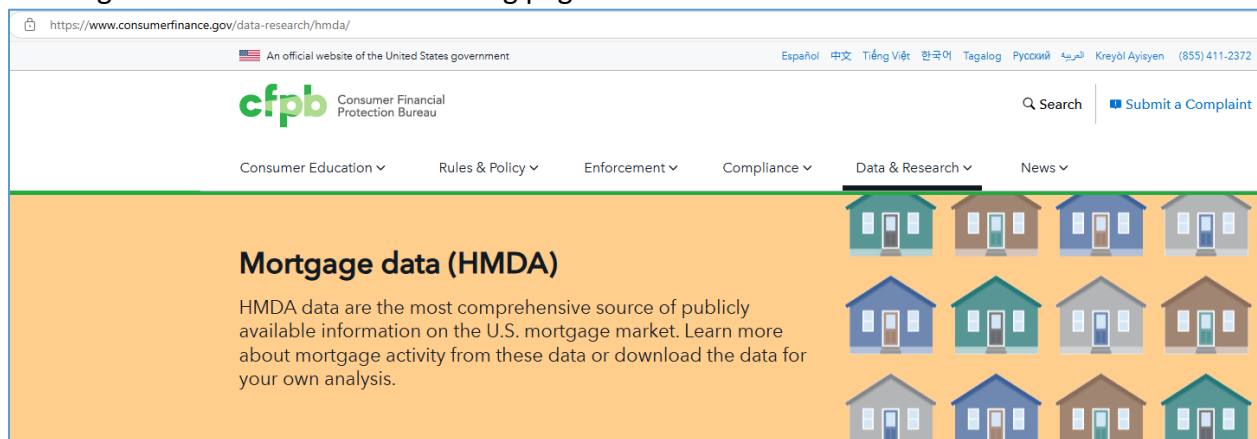 https://www.consumerfinance.gov/data-research/hmda/
An official website of the United States government
Español 中文 Tiếng Việt 한국어 Tagalog Русский العربية Kreyòl Ayisyen (855) 411-2372
cfpb Consumer Financial
Protection Bureau
Search Submit a Complaint
Consumer Education Rules & Policy Enforcement Compliance Data & Research News
Mortgage data (HMDA)
HMDA data are the most comprehensive source of publicly
available information on the U.S. mortgage market. Learn more
about mortgage activity from these data or download the data for
your own analysis.